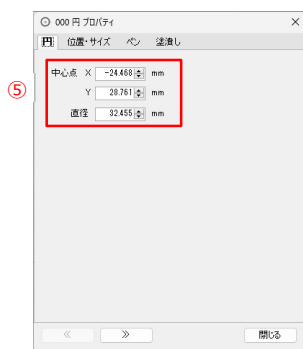 000 円 プロパティ
円 位置・サイズ ペン 塗潰し
中心点 X -24.468 mm
⑤
Y 28.761 mm
直径 32.455 mm
≪ ≫ 閉じる